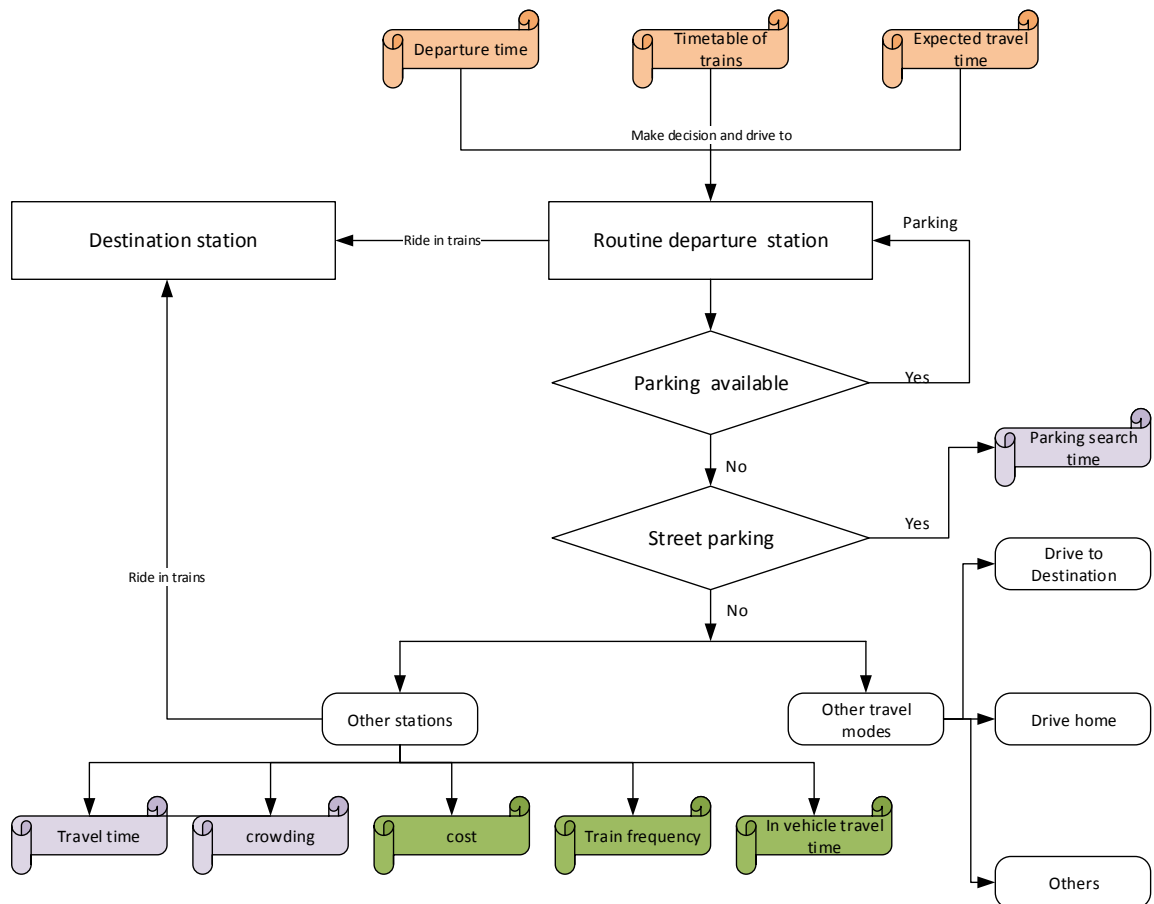 Departure time
Timetable of
trains
Expected travel
time
Make decision and drive to
Destination station
Ride in trains
Routine departure  station
Parking
Parking  available
Yes
No
Parking search
time
Street parking
Yes
Drive to
Destination
Ride in trains
No
Other stations
Other travel
modes
Drive home
Travel time
crowding
cost
Train frequency
In vehicle travel
time
Others